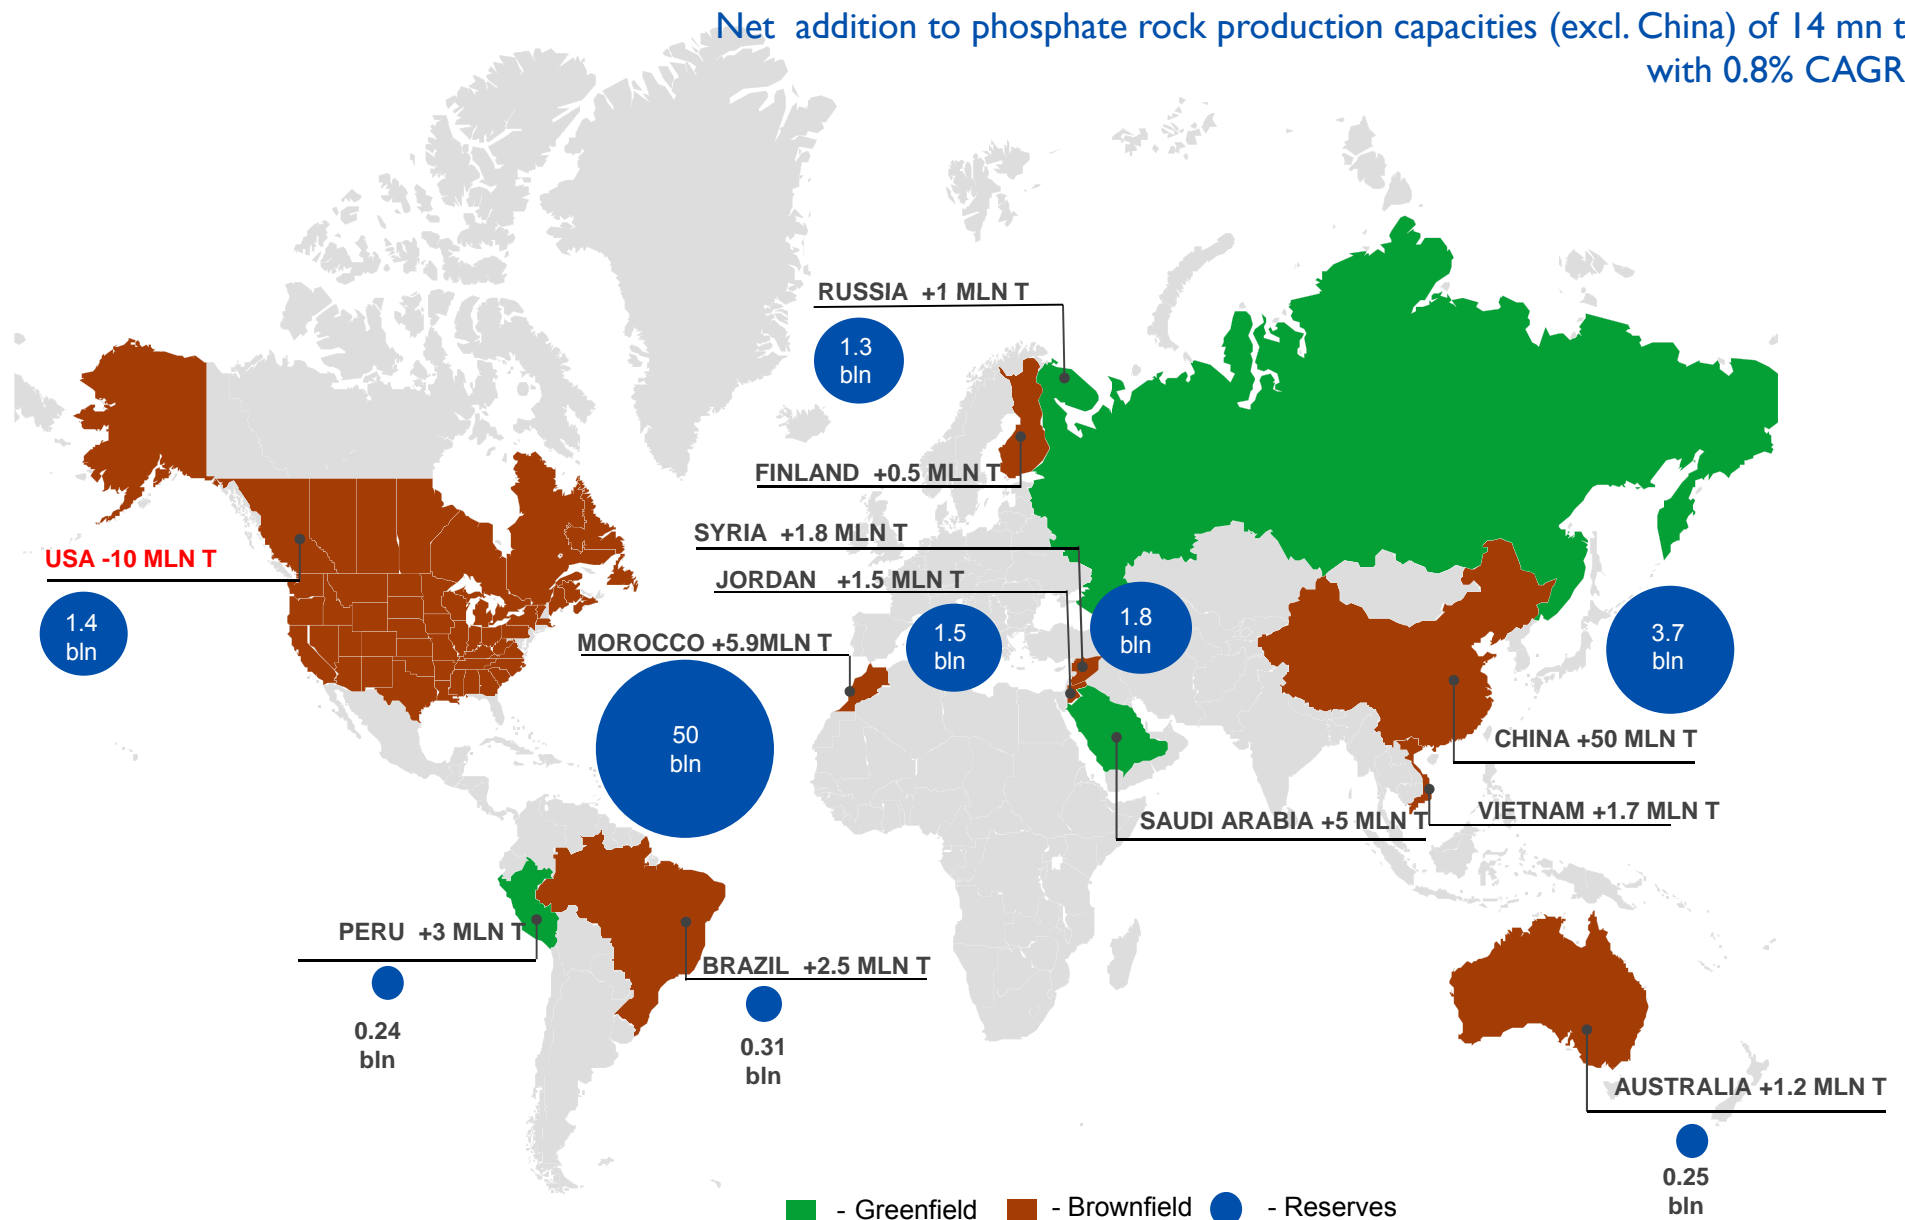 Net addition to phosphate rock production capacities (excl. China) of 14 mn t
with 0.8% CAGR
RUSSIA +1 MLN T
1.3
bln
FINLAND +0.5 MLN T
SYRIA +1.8 MLN T
USA -10 MLN T
JORDAN +1.5 MLN T
1.4
bln
MOROCCO +5.9MLN T
1.5
bln
1.8
bln
3.7
bln
50
bln
CHINA +50 MLN T
SAUDI ARABIA +5 MLN T
VIETNAM +1.7 MLN T
PERU +3 MLN T
BRAZIL +2.5 MLN T
0.24
bln
0.31
bln
AUSTRALIA +1.2 MLN T
0.25
bln
- Greenfield - Brownfield - Reserves